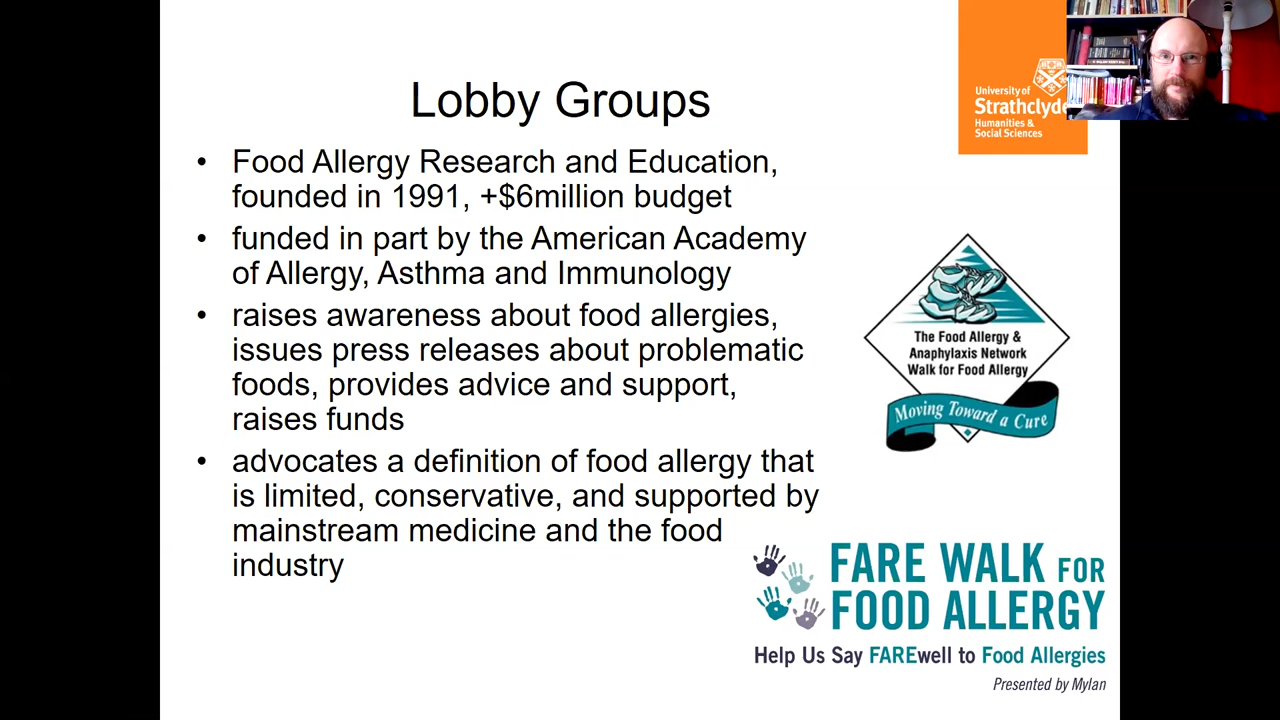 Lobby Groups
• Food Allergy Research and Education,
founded in 1991, +$6million budget
• funded in part by the American Academy
of Allergy, Asthma and Immunology
• raises awareness about food allergies,
issues press releases about problematic
foods, provides advice and support,
raises funds
• advocates a definition of food allergy that
is limited, conservative, and supported by
mainstream medicine and the food
industry
University of
Strathclyde
Humanities &
Social Sciences
The Food Allergy &
Anaphylaxis Network
Walk for Food Allergy
Moving Toward a Cure
FARE WALK FOR
FOOD ALLERGY
Help Us Say FAREwell to Food Allergies
Presented by Mylan